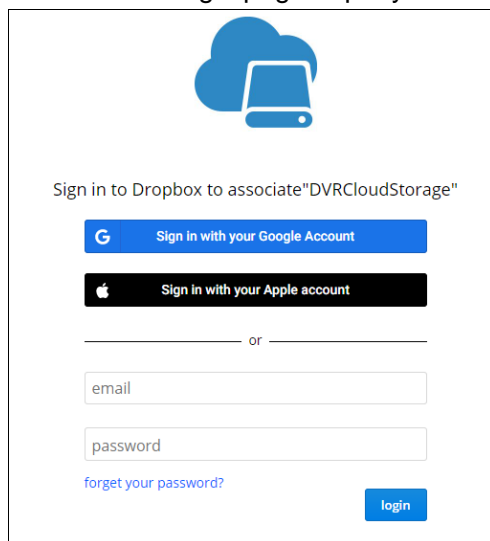 Sign in to Dropbox to associate"DVRCloudStorage"
Sign in with your Google Account
Sign in with your Apple account
or
email
password
forget your password?
login